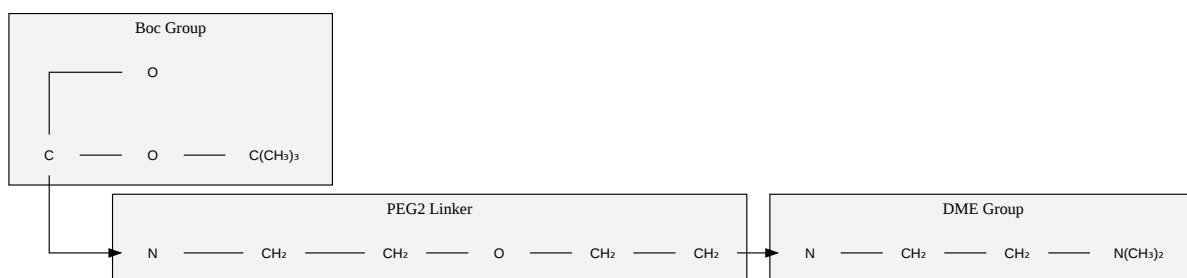 Boc Group
O
C O C(CH₃)₃
PEG2 Linker
N CH₂ CH₂ O CH₂ CH₂
DME Group
N CH₂ CH₂ N(CH₃)₂